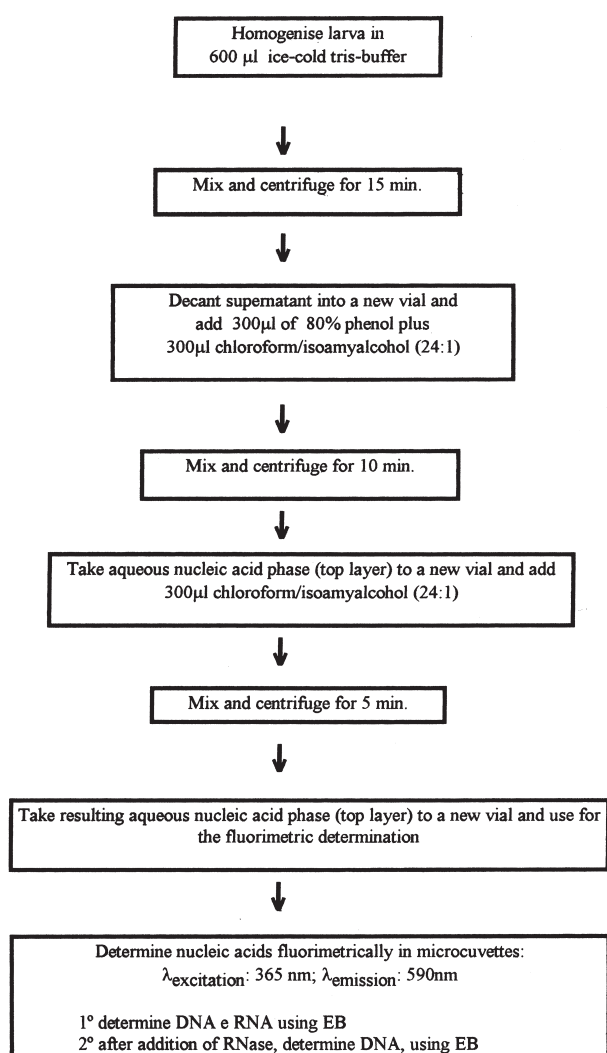 Homogenise larva in
600 µl ice-cold tris-buffer
Mix and centrifuge for 15 min.
Decant supernatant into a new vial and
add 300µl of 80% phenol plus
300µl chloroform/isoamyalcohol (24:1)
Mix and centrifuge for 10 min.
Take aqueous nucleic acid phase (top layer) to a new vial and add
300µl chloroform/isoamyalcohol (24:1)
Mix and centrifuge for 5 min.
Take resulting aqueous nucleic acid phase (top layer) to a new vial and use for
the fluorimetric determination
Determine nucleic acids fluorimetrically in microcuvettes:
λexcitation: 365 nm; λemission: 590nm
1º determine DNA e RNA using EB
2º after addition of RNase, determine DNA, using EB